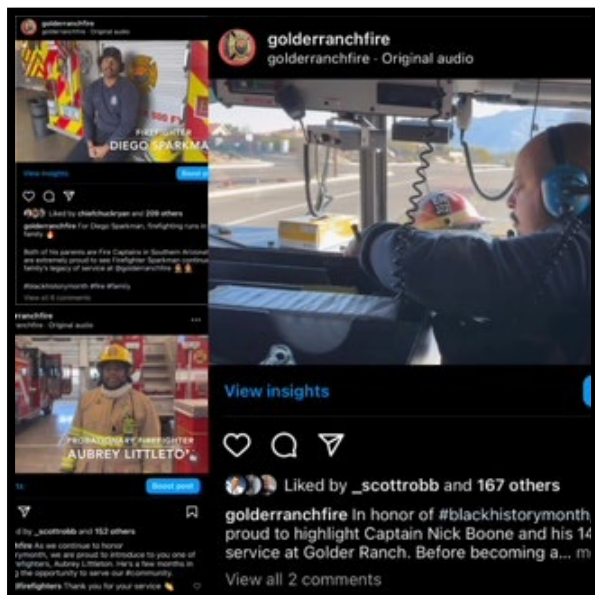 golderranchfire
golderranchfire · Original audio
FIREFIGHTER
DIEGO SPARKMA
View insights
Boost p
Liked by chiefchuckryan and 209 others
golderranchfire For Diego Sparkman, firefighting runs in
family
Both of his parents are Fire Captains in Southern Arizona
are extremely proud to see Firefighter Sparkman continu
family's legacy of service at @golderranchfire
#blackhistorymonth #fire #family
View all 6 comments
rranchfire
anchfire · Original audio
PROBATIONARY FIREFIGHTER
AUBREY LITTLETO
ts
Boost post
d by _scottrobb and 152 others
hfire As we continue to honor
rymonth, we are proud to introduce to you one of
efighters, Aubrey Littleton. He's a few months in
g the opportunity to serve our #community.
firefighters Thank you for your service
golderranchfire
golderranchfire · Original audio
View insights
Liked by _scottrobb and 167 others
golderranchfire In honor of #blackhistorymonth,
proud to highlight Captain Nick Boone and his 14
service at Golder Ranch. Before becoming a... m
View all 2 comments